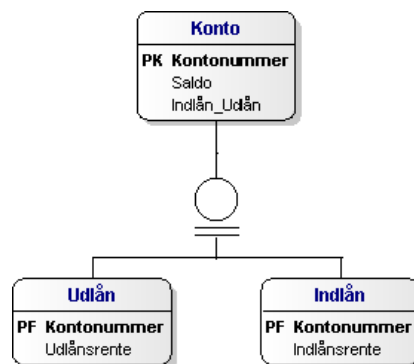 Konto
PK Kontonummer
Saldo
Indlån_Udlån
Udlån
PF Kontonummer
Udlånsrente
Indlån
PF Kontonummer
Indlånsrente